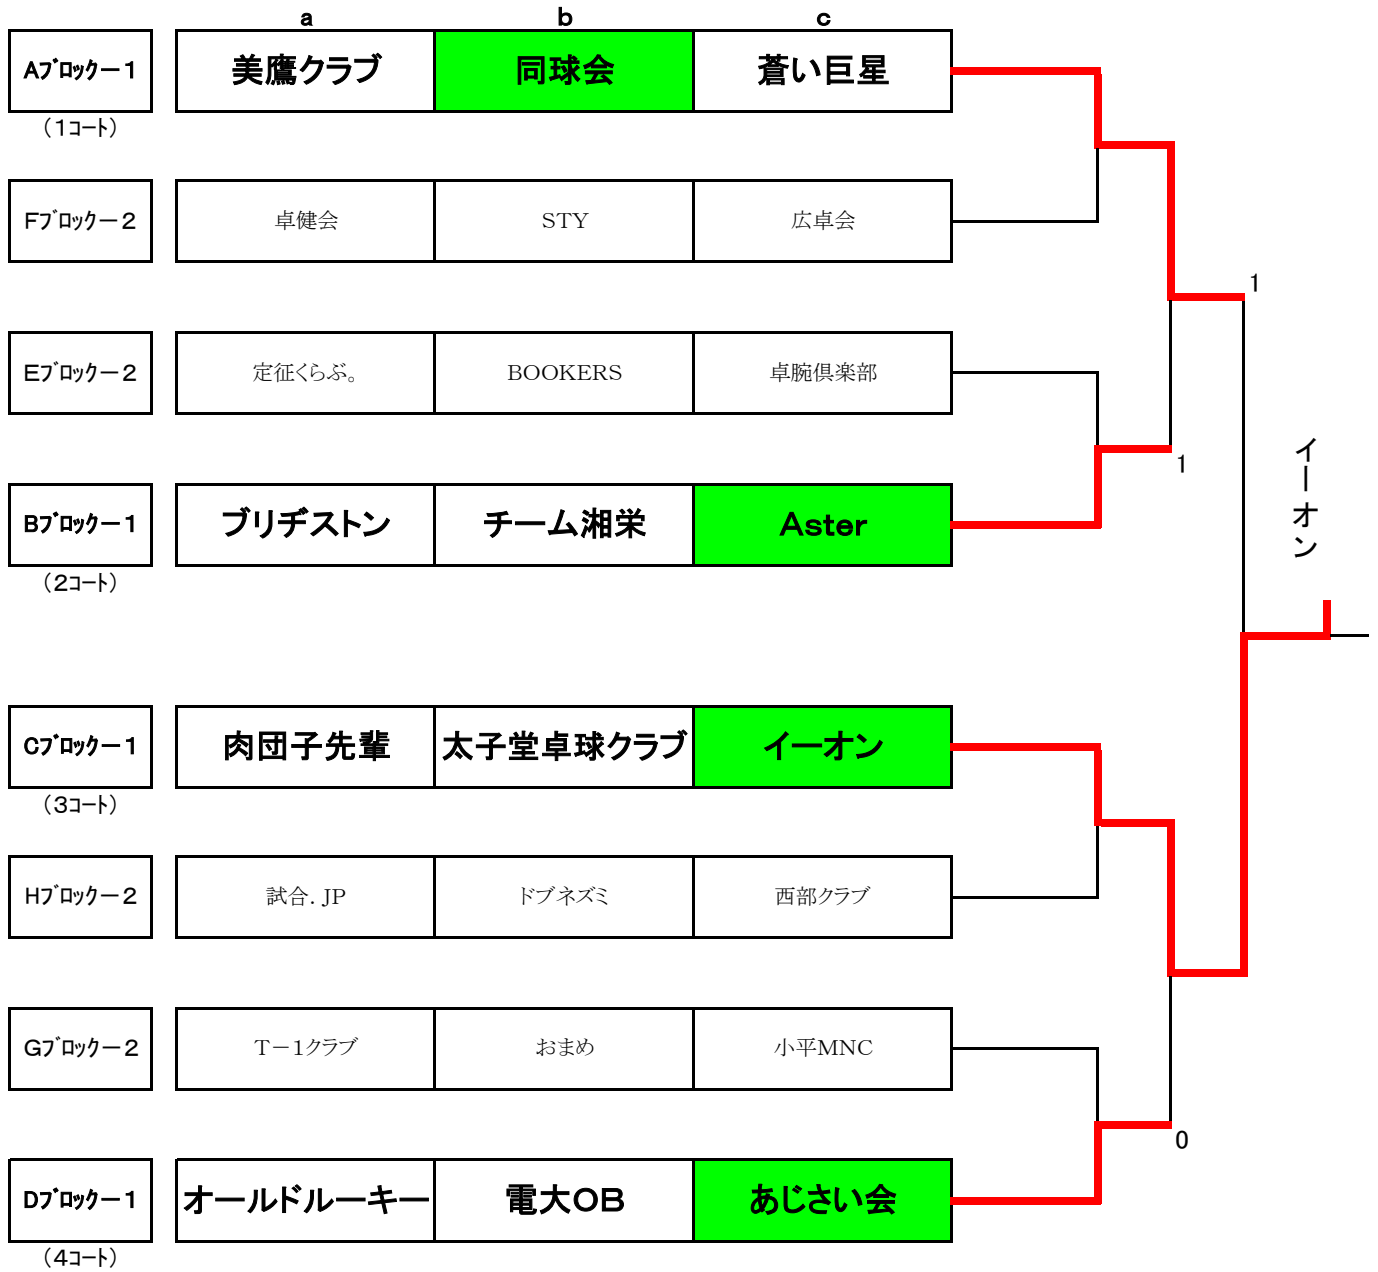 a b c
Aブロックー1 美鷹クラブ 同球会 蒼い巨星
（1コート）
Fブロックー2 卓健会 STY 広卓会
1
Eブロックー2 定征くらぶ。 BOOKERS 卓腕倶楽部
1
イーオン
Bブロックー1 ブリヂストン チーム湘栄 Aster
（2コート）
Cブロックー1 肉団子先輩 太子堂卓球クラブ イーオン
（3コート）
Hブロックー2 試合．JP ドブネズミ 西部クラブ
Gブロックー2 T－1クラブ おまめ 小平MNC
0
Dブロックー1 オールドルーキー 電大OB あじさい会
（4コート）